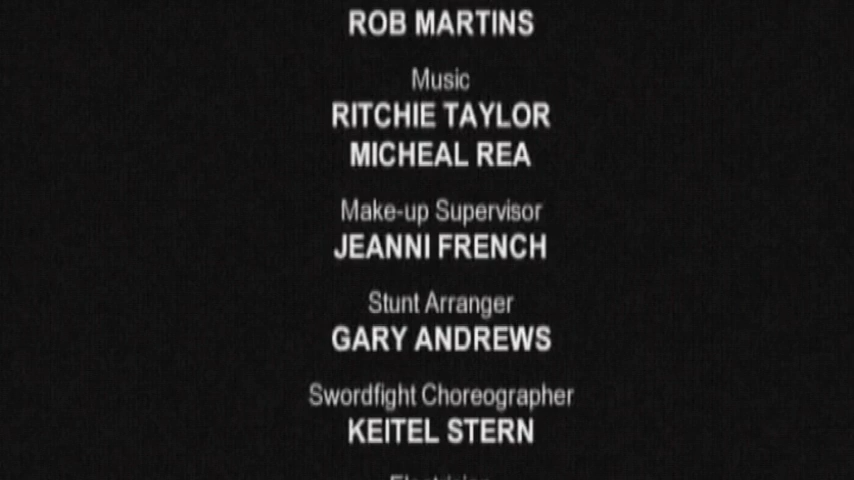 ROB MARTINS
Music
RITCHIE TAYLOR
MICHEAL REA
Make-up Supervisor
JEANNI FRENCH
Stunt Arranger
GARY ANDREWS
Swordfight Choreographer
KEITEL STERN